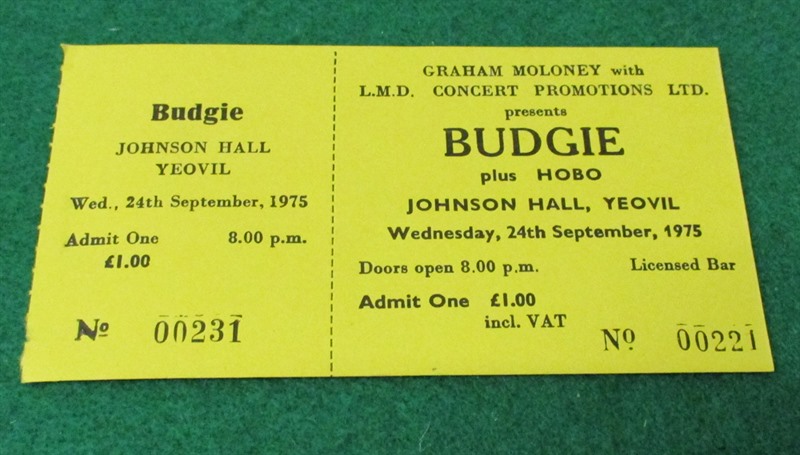 Budgie
JOHNSON HALL
YEOVIL
Wed., 24th September, 1975
Admit One 8.00 p.m.
£1.00
Nº 00231
GRAHAM MOLONEY with
L.M.D. CONCERT PROMOTIONS LTD.
presents
BUDGIE
plus HOBO
JOHNSON HALL, YEOVIL
Wednesday, 24th September, 1975
Doors open 8.00 p.m. Licensed Bar
Admit One £1.00
incl. VAT
Nº 00221